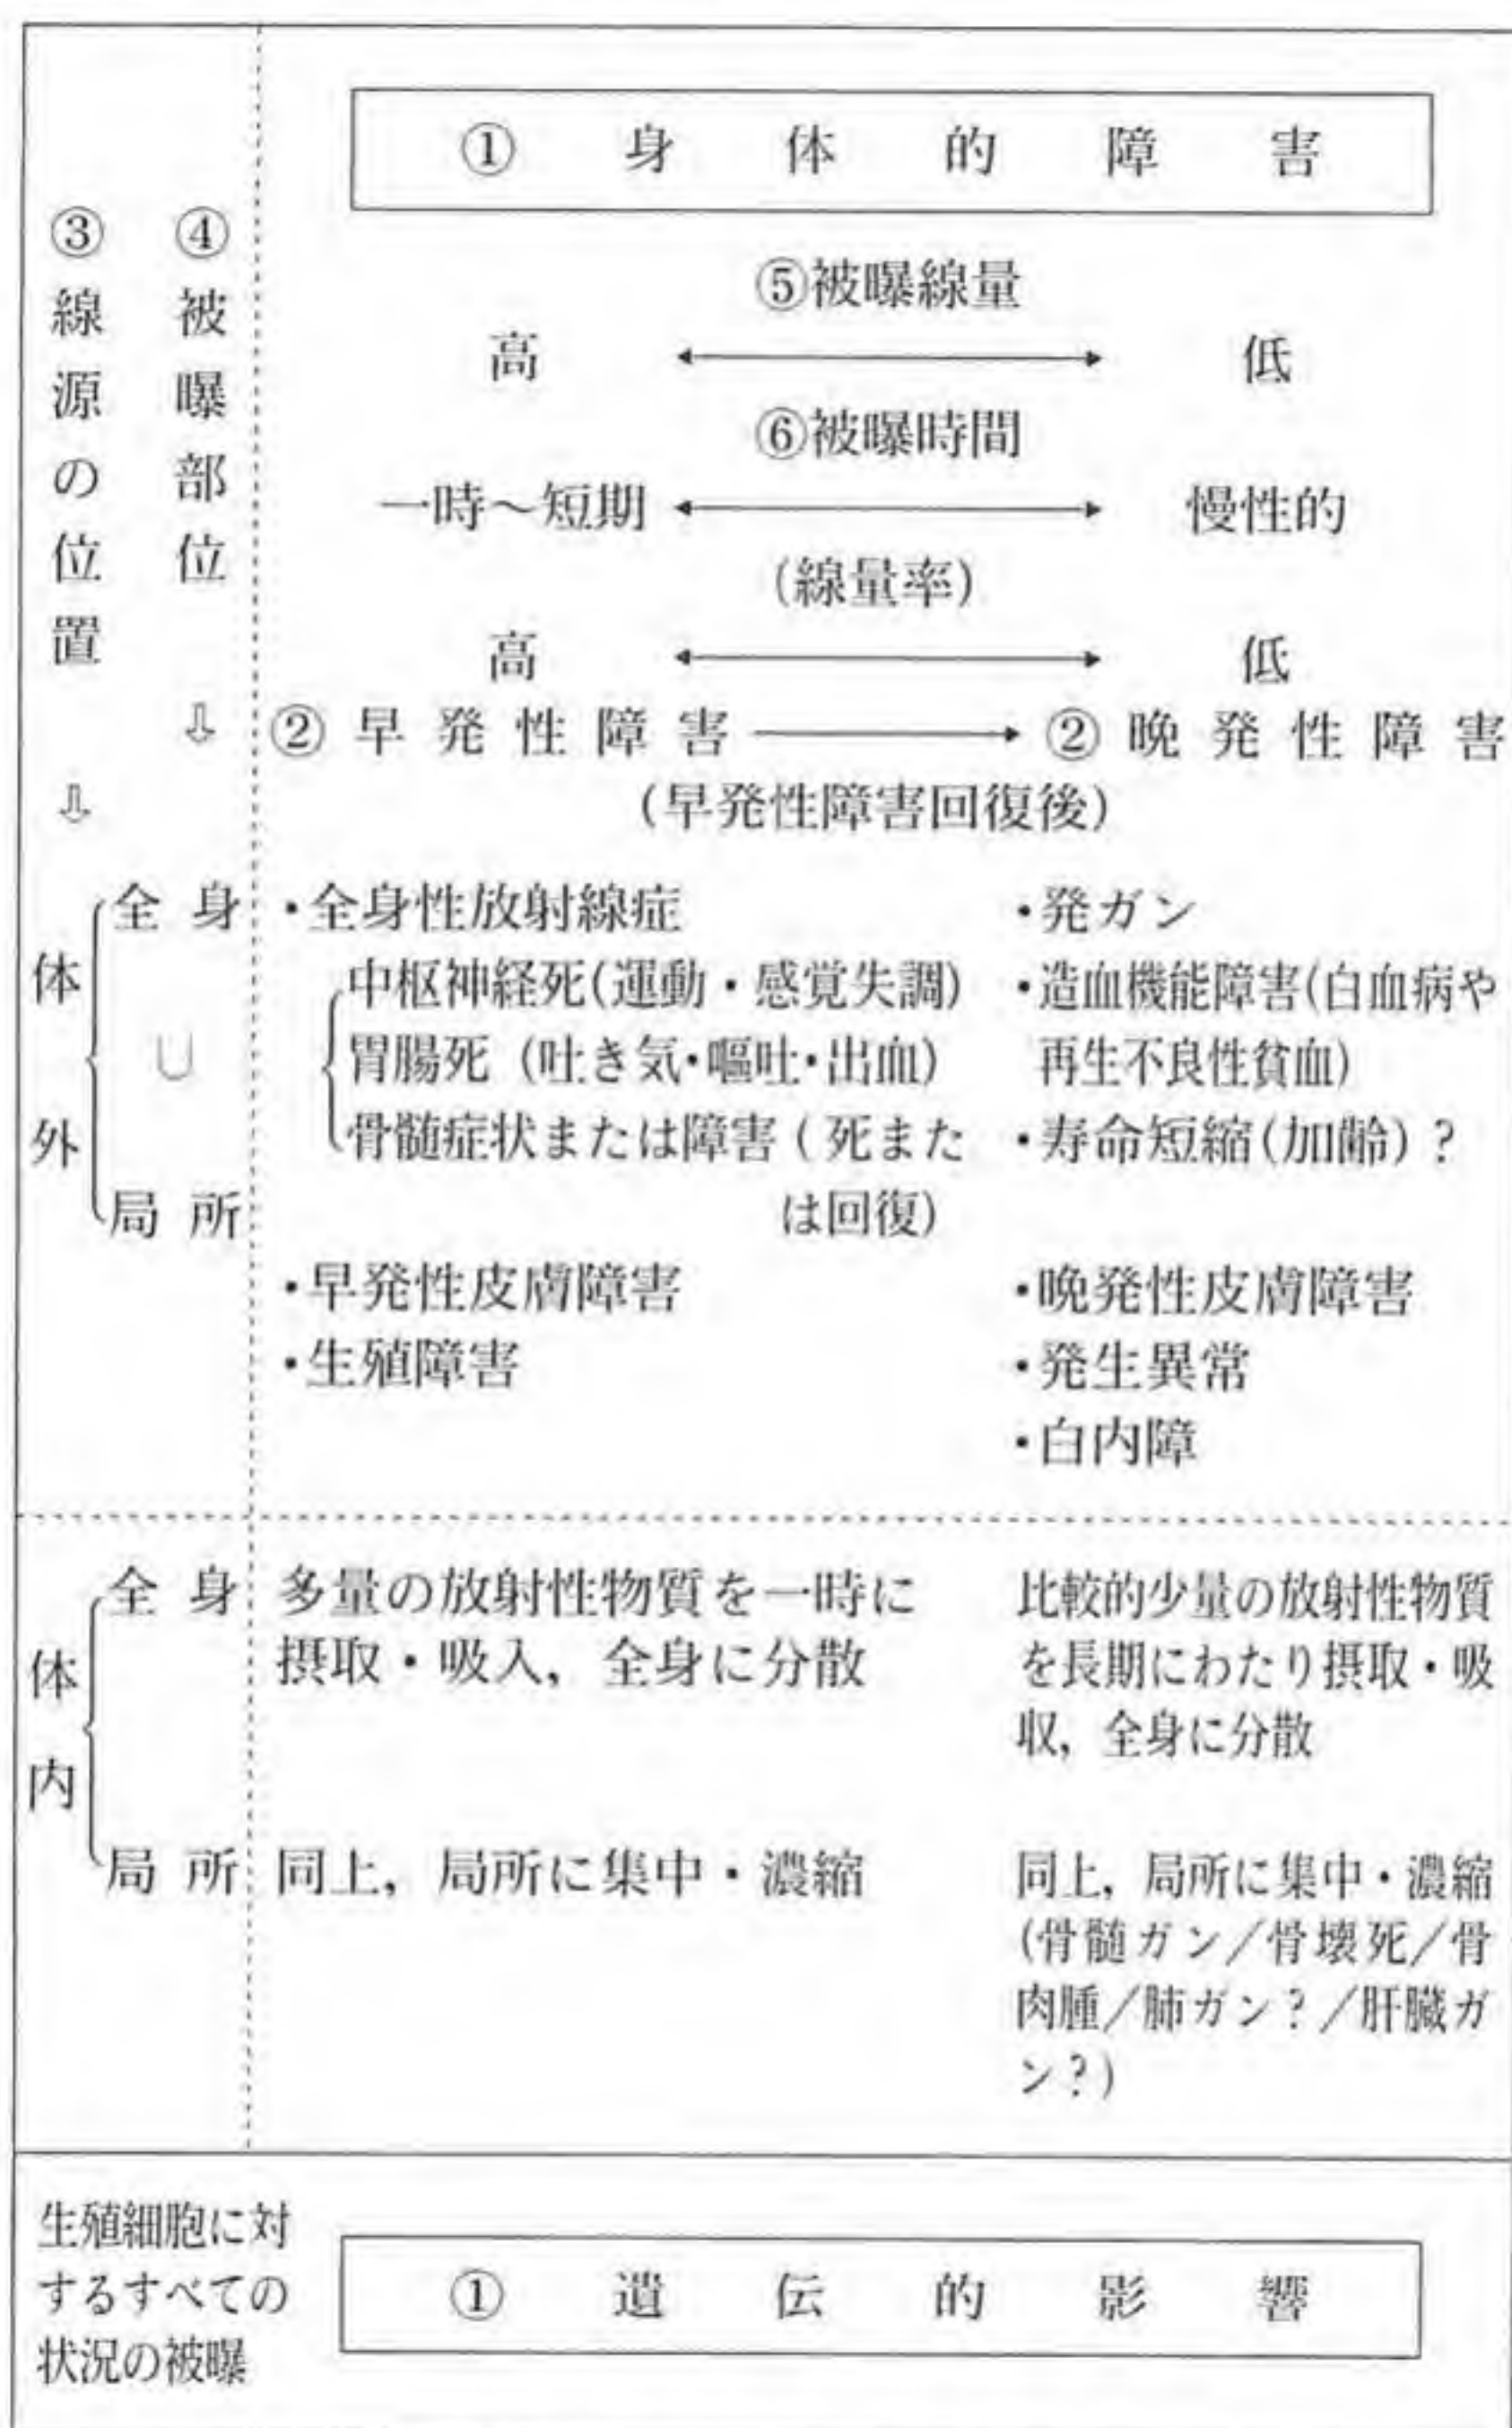 ① 身体的障害
③線源の位置
④被曝部位
⑤被曝線量
高 ←→ 低
⑥被曝時間
一時～短期 ←→ 慢性的
(線量率)
高 ←→ 低
⇩
②早発性障害 → ②晩発性障害
⇩
(早発性障害回復後)
体外
全身
∪
局所
・全身性放射線症
中枢神経死(運動・感覚失調)
胃腸死 (吐き気・嘔吐・出血)
骨髄症状または障害(死また
は回復)
・早発性皮膚障害
・生殖障害
・発ガン
・造血機能障害(白血病や
再生不良性貧血)
・寿命短縮(加齢)?
・晩発性皮膚障害
・発生異常
・白内障
体内
全身
多量の放射性物質を一時に
摂取・吸入，全身に分散
比較的少量の放射性物質
を長期にわたり摂取・吸
収，全身に分散
局所
同上，局所に集中・濃縮
同上，局所に集中・濃縮
(骨髄ガン／骨壊死／骨
肉腫／肺ガン？／肝臓ガ
ン？)
生殖細胞に対
するすべての
状況の被曝
① 遺伝的影響